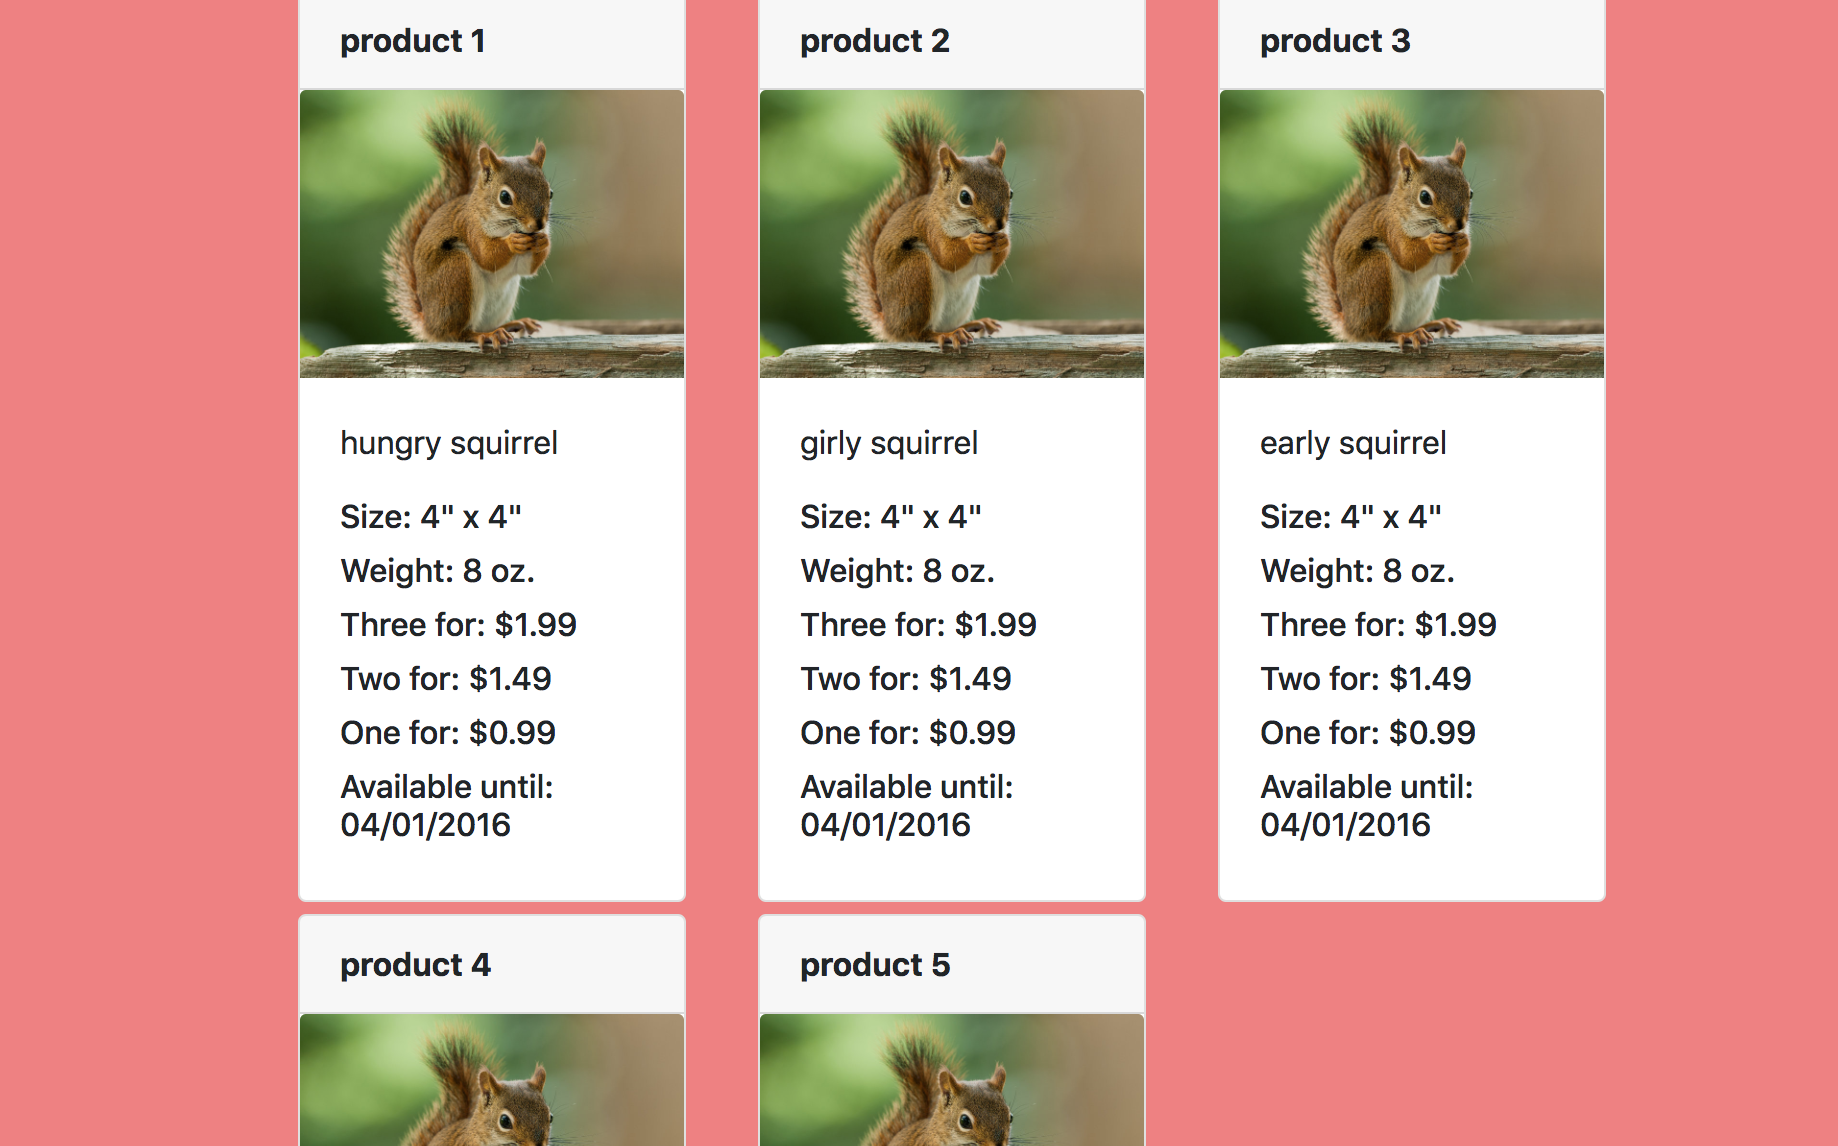 product 1
hungry squirrel
Size: 4" x 4"
Weight: 8 oz.
Three for: $1.99
Two for: $1.49
One for: $0.99
Available until:
04/01/2016
product 2
girly squirrel
Size: 4" x 4"
Weight: 8 oz.
Three for: $1.99
Two for: $1.49
One for: $0.99
Available until:
04/01/2016
product 3
early squirrel
Size: 4" x 4"
Weight: 8 oz.
Three for: $1.99
Two for: $1.49
One for: $0.99
Available until:
04/01/2016
product 4
product 5